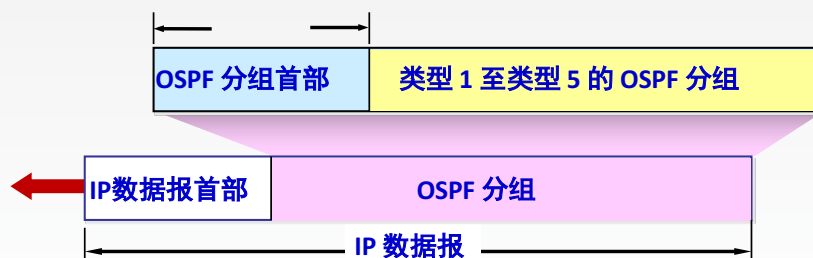 OSPF 分组首部
类型 1 至类型 5 的 OSPF 分组
IP数据报首部
OSPF 分组
IP 数据报